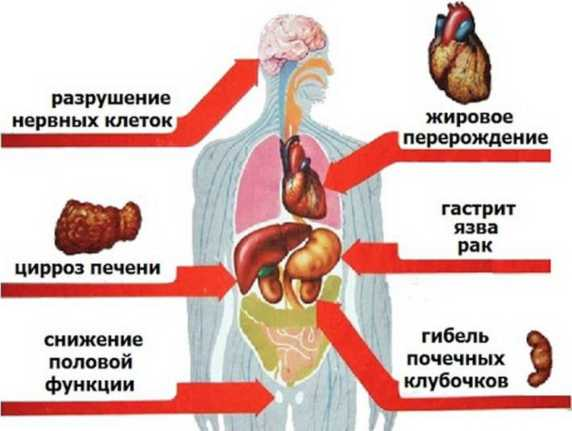 разрушение
нервных клеток
жировое
перерождение
цирроз печени
гастрит
язва
рак
снижение
половой
функции
гибель
почечных
клубочков